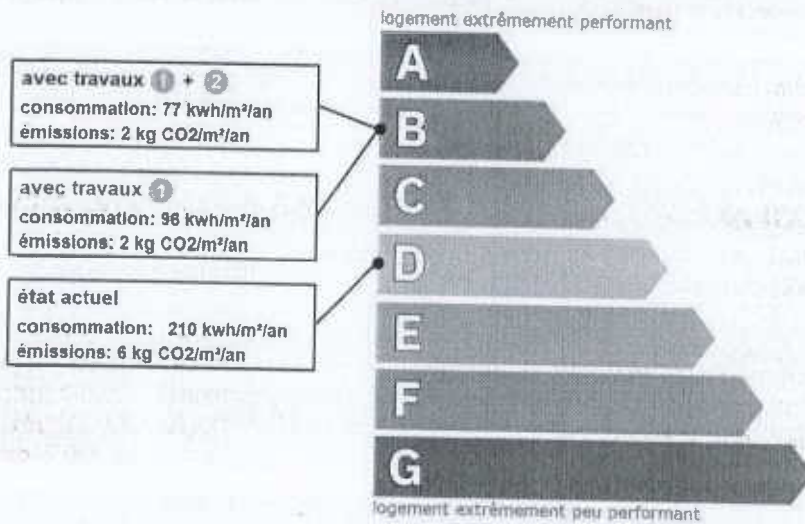 logement extrêmement performant
A
avec travaux 1 + 2
consommation: 77 kwh/m²/an
émissions: 2 kg CO2/m²/an
B
avec travaux 1
consommation: 96 kwh/m²/an
émissions: 2 kg CO2/m²/an
C
D
état actuel
consommation: 210 kwh/m²/an
émissions: 6 kg CO2/m²/an
E
F
G
logement extrêmement peu performant